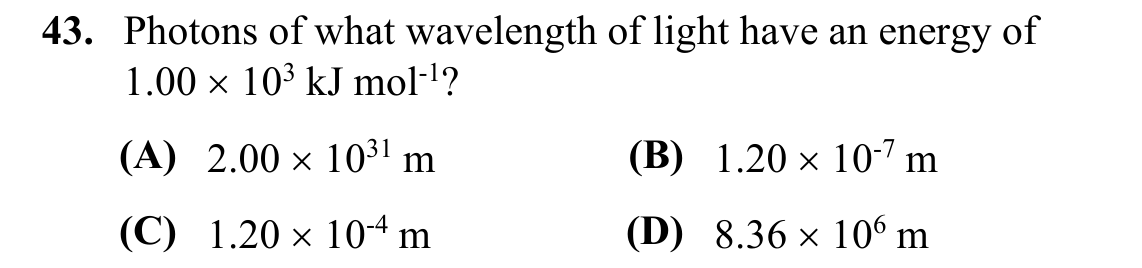 43. Photons of what wavelength of light have an energy of
1.00 × 10³ kJ mol⁻¹?
(A) 2.00 × 10³¹ m (B) 1.20 × 10⁻⁷ m
(C) 1.20 × 10⁻⁴ m (D) 8.36 × 10⁶ m